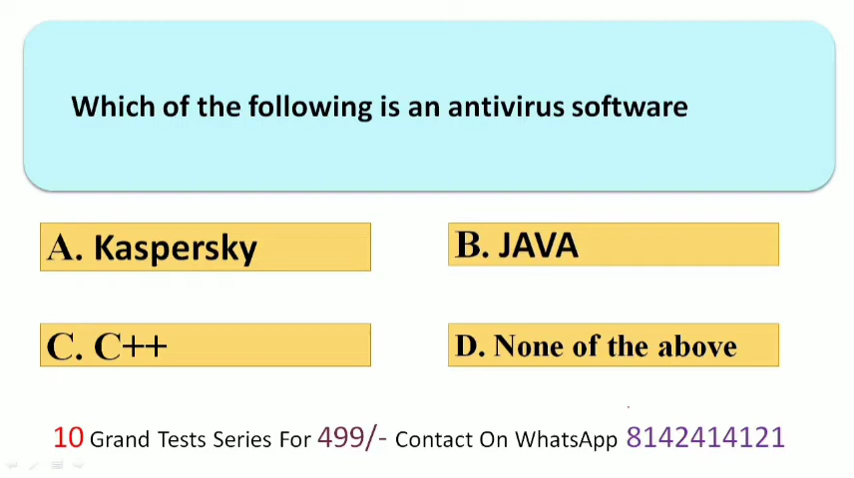 Which of the following is an antivirus software
A. Kaspersky
B. JAVA
C. C++
D. None of the above
10 Grand Tests Series For 499/- Contact On WhatsApp 8142414121